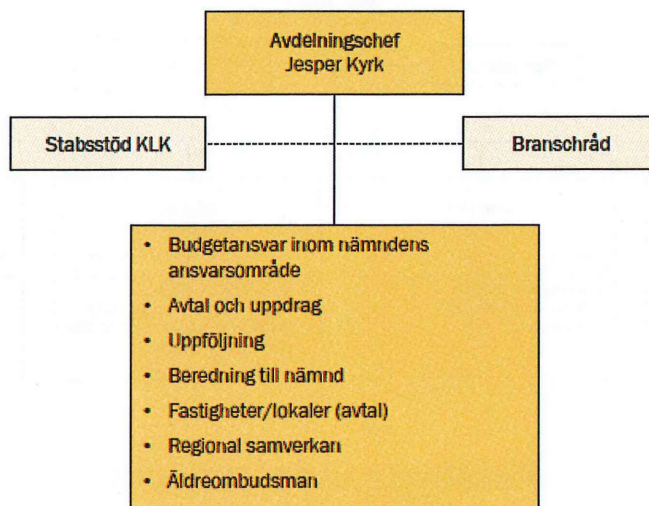 Avdelningschef
Jesper Kyrk
Stabsstöd KLK
Branschråd
• Budgetansvar inom nämndens
ansvarsområde
• Avtal och uppdrag
• Uppföljning
• Beredning till nämnd
• Fastigheter/lokaler (avtal)
• Regional samverkan
• Äldreombudsman